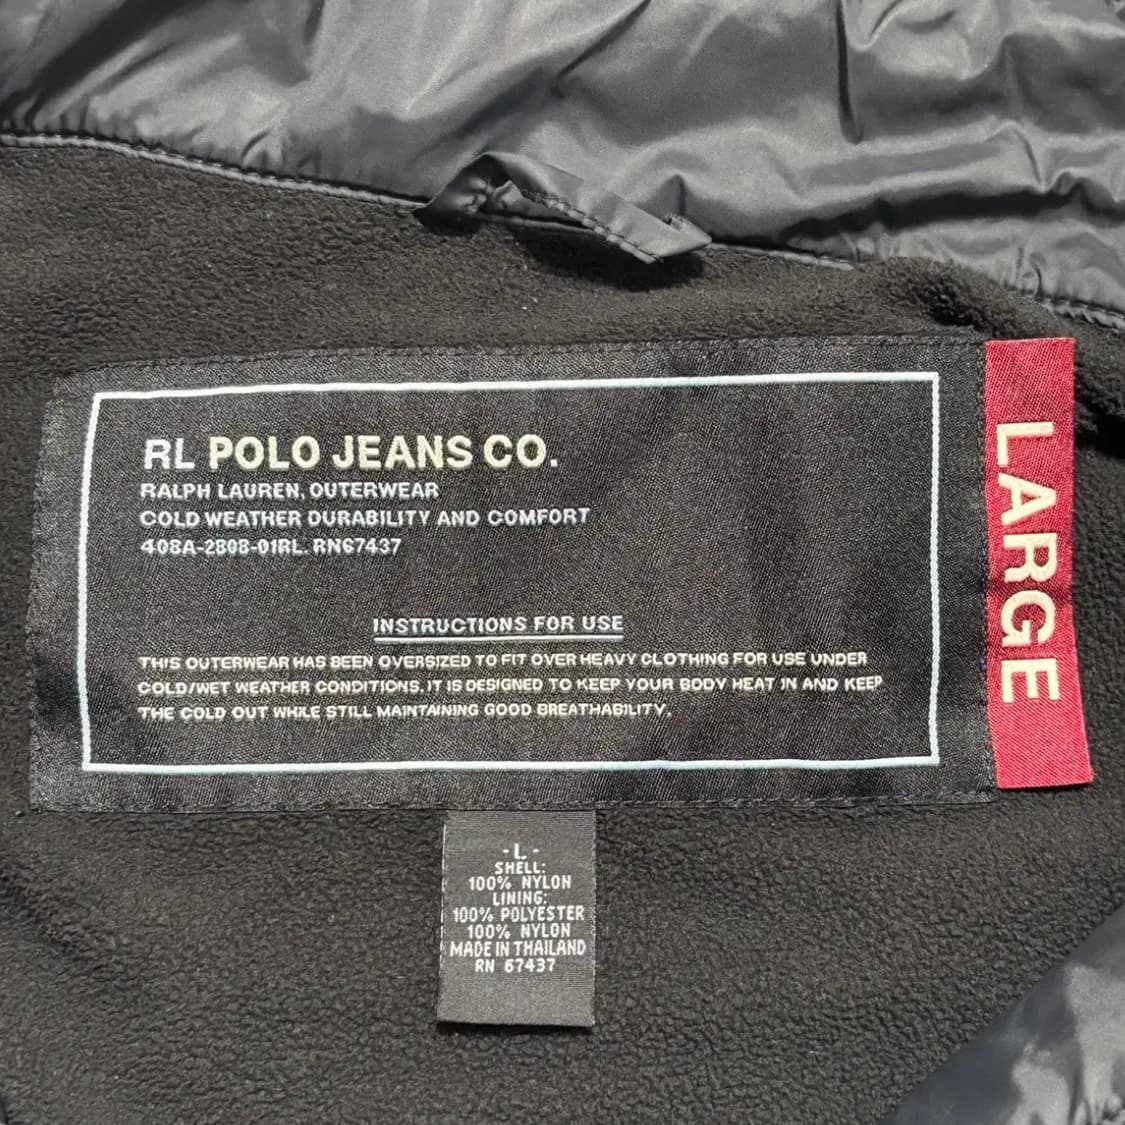 RL POLO JEANS CO.
RALPH LAUREN, OUTERWEAR
COLD WEATHER DURABILITY AND COMFORT
408A-2808-01RL. RN67437
INSTRUCTIONS FOR USE
THIS OUTERWEAR HAS BEEN OVERSIZED TO FIT OVER HEAVY CLOTHING FOR USE UNDER
COLD/WET WEATHER CONDITIONS. IT IS DESIGNED TO KEEP YOUR BODY HEAT IN AND KEEP
THE COLD OUT WHILE STILL MAINTAINING GOOD BREATHABILITY.
LARGE
- L -
SHELL:
100% NYLON
LINING:
100% POLYESTER
100% NYLON
MADE IN THAILAND
RN 67437